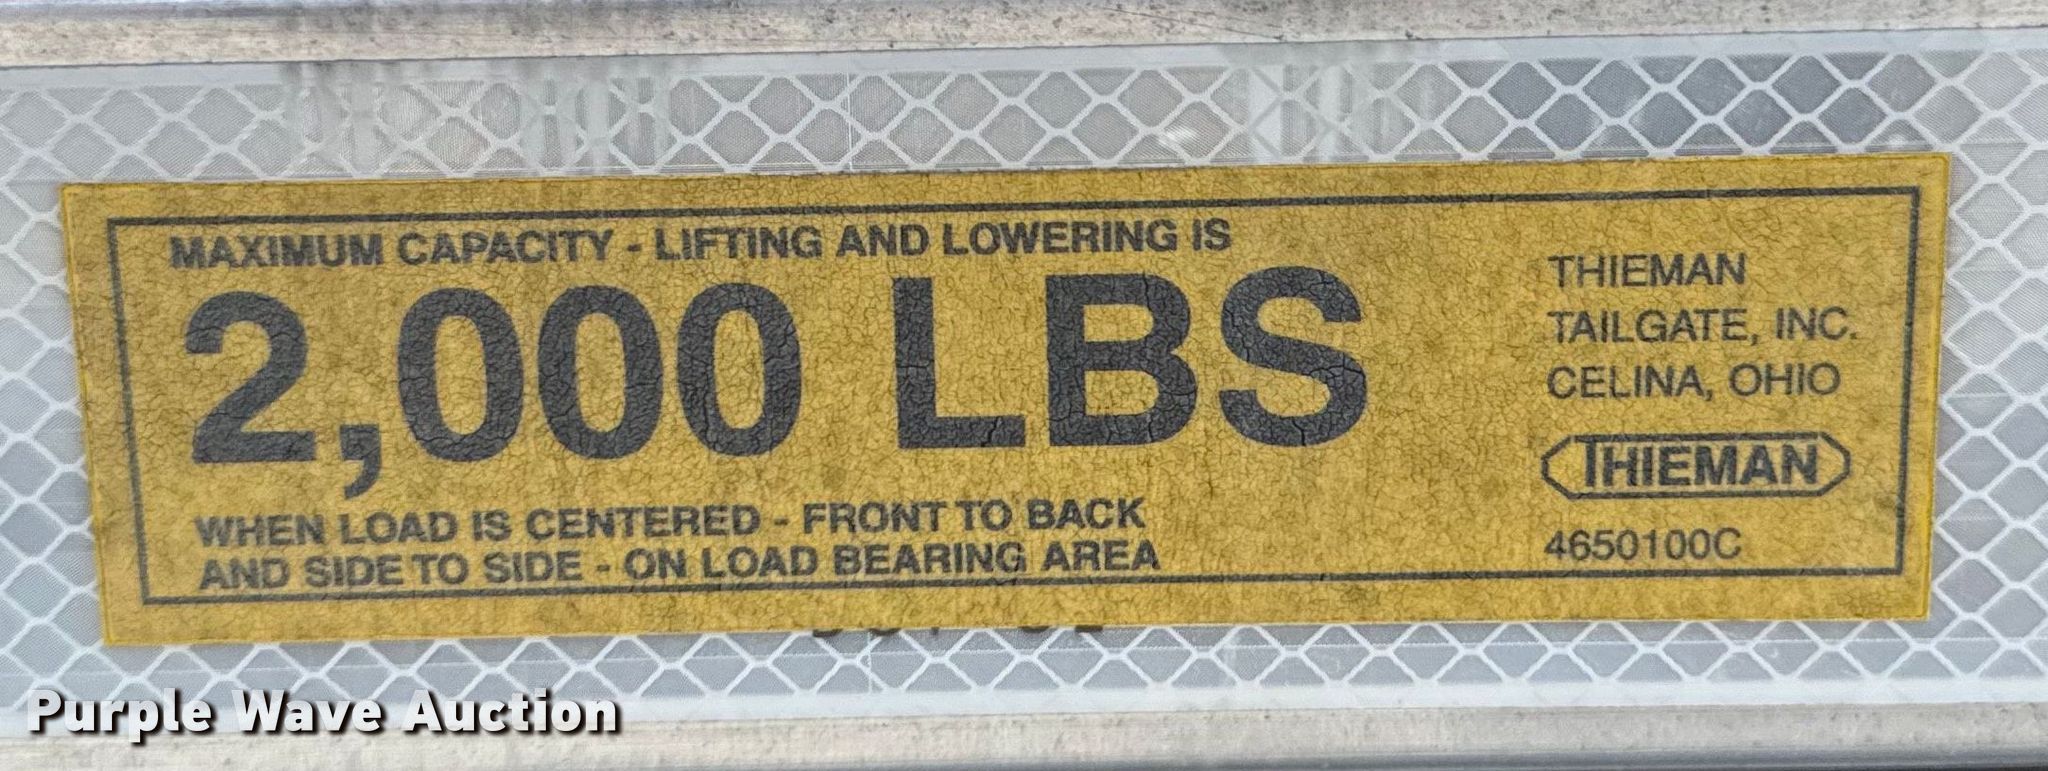 MAXIMUM CAPACITY - LIFTING AND LOWERING IS
2,000 LBS
WHEN LOAD IS CENTERED - FRONT TO BACK
AND SIDE TO SIDE - ON LOAD BEARING AREA
THIEMAN
TAILGATE, INC.
CELINA, OHIO
THIEMAN
4650100C
Purple Wave Auction